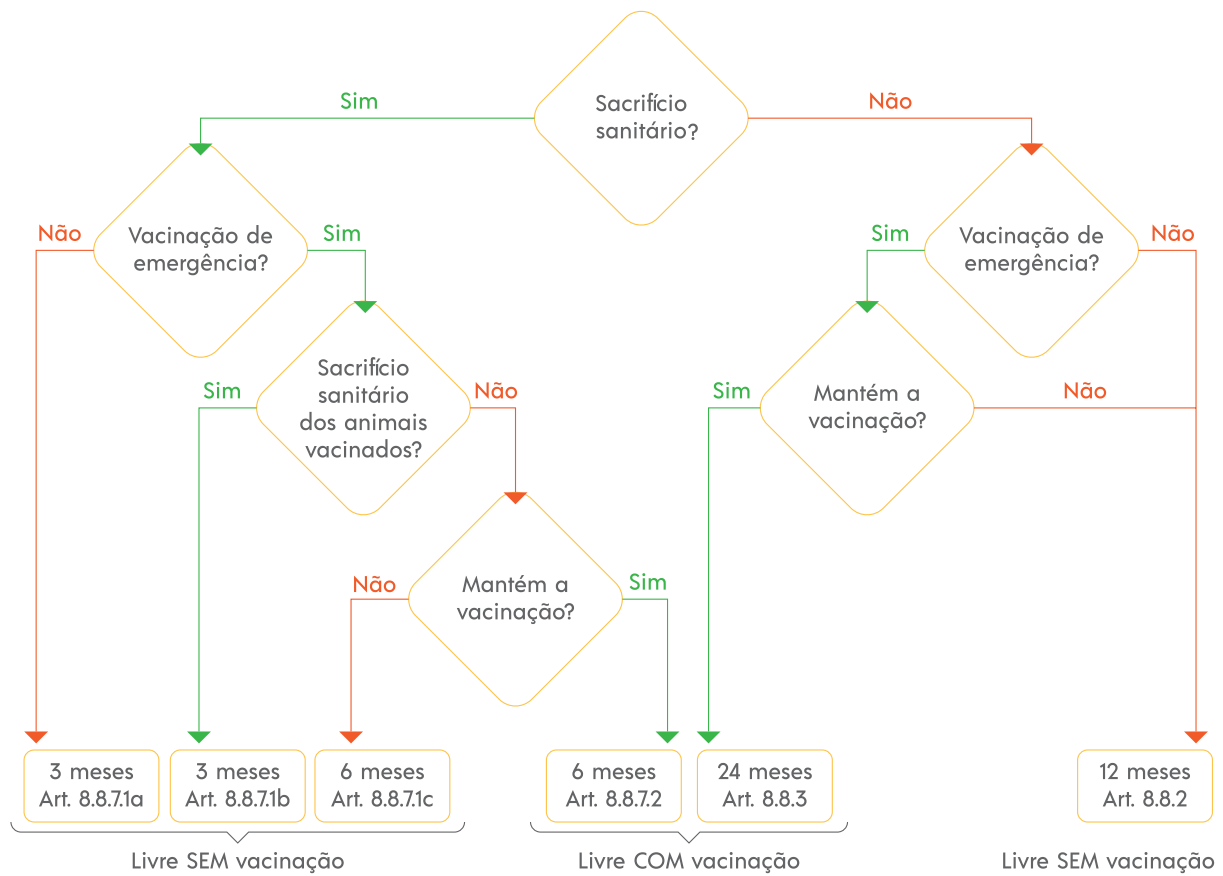 Sacrifício
sanitário?
Sim
Não
Vacinação de
emergência?
Não
Sim
Vacinação de
emergência?
Sim
Não
Sacrifício
sanitário
dos animais
vacinados?
Sim
Não
Mantém a
vacinação?
Sim
Não
Mantém a
vacinação?
Não
Sim
3 meses
Art. 8.8.7.1a
3 meses
Art. 8.8.7.1b
6 meses
Art. 8.8.7.1c
6 meses
Art. 8.8.7.2
24 meses
Art. 8.8.3
12 meses
Art. 8.8.2
Livre SEM vacinação
Livre COM vacinação
Livre SEM vacinação